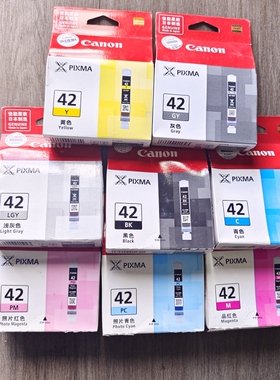 Canon
Canon
PIXMA
PIXMA
42
Y
黄色
Yellow
42
GY
灰色
Gray
Canon
Canon
PIXMA
PIXMA
42
LGY
浅灰色
Light Gray
42
BK
黑色
Black
42
C
青色
Cyan
PIXMA
PIXMA
PIXMA
42
PM
照片品红色
Photo Magenta
42
PC
照片青色
Photo Cyan
42
M
品红色
Magenta